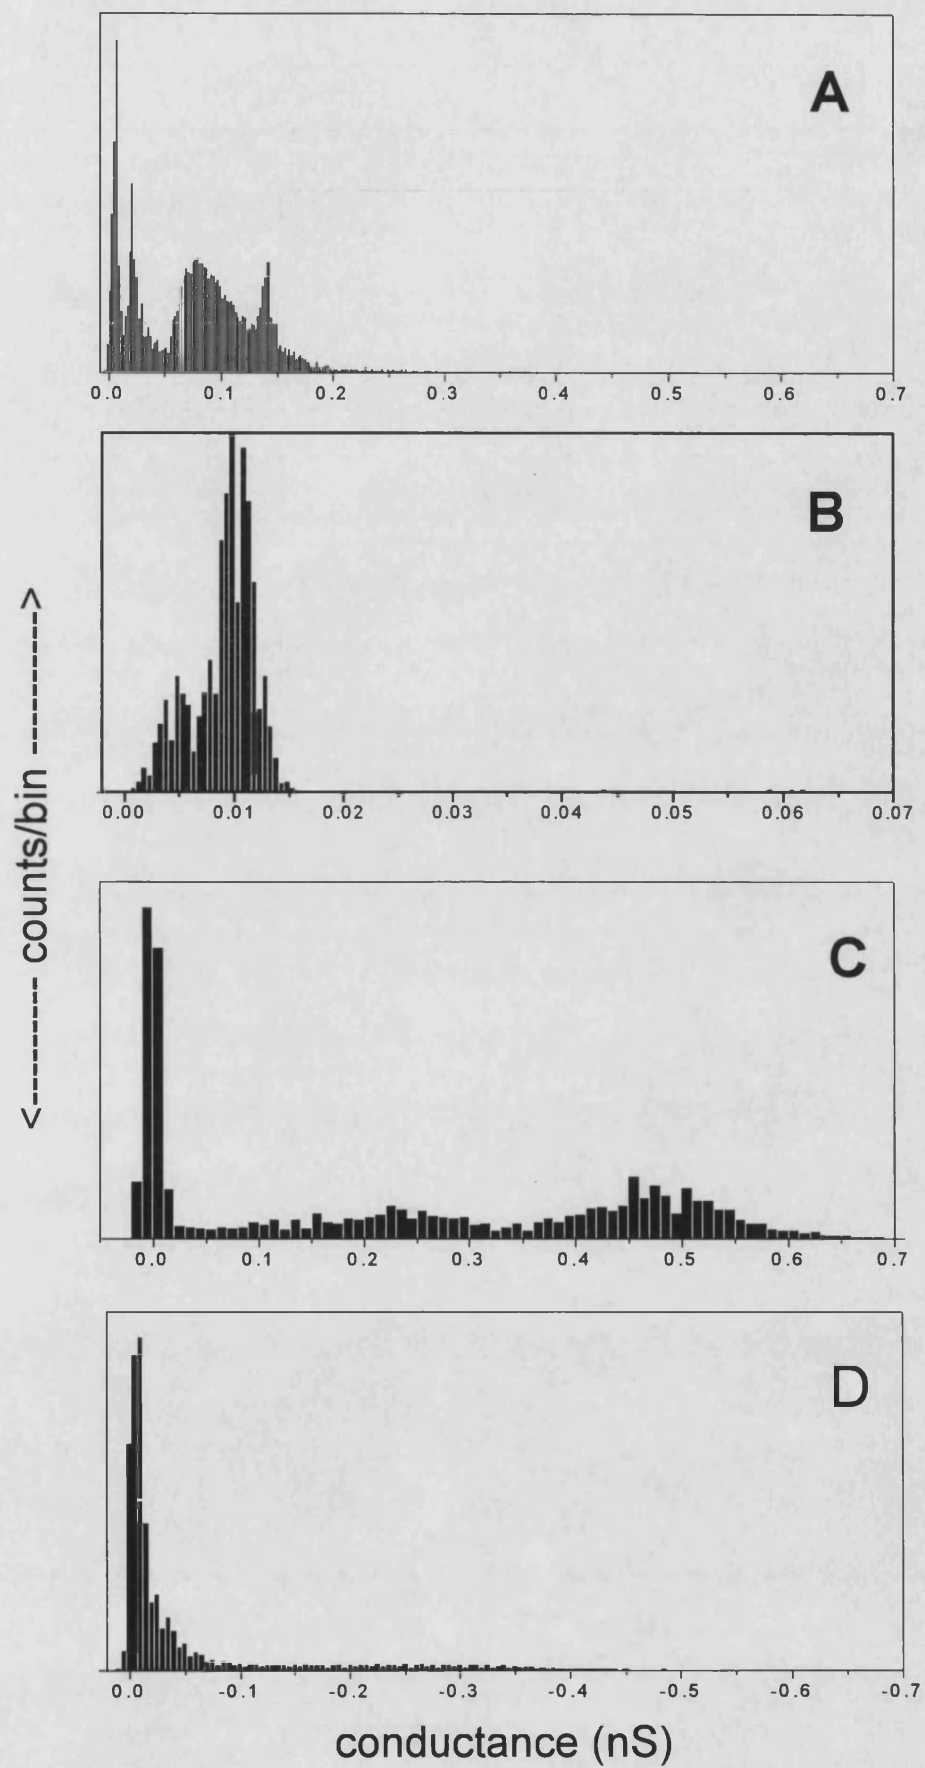 A
0.0 0.1 0.2 0.3 0.4 0.5 0.6 0.7
B
0.00 0.01 0.02 0.03 0.04 0.05 0.06 0.07
<---------- counts/bin ---------->
C
0.0 0.1 0.2 0.3 0.4 0.5 0.6 0.7
D
0.0 -0.1 -0.2 -0.3 -0.4 -0.5 -0.6 -0.7
conductance (nS)